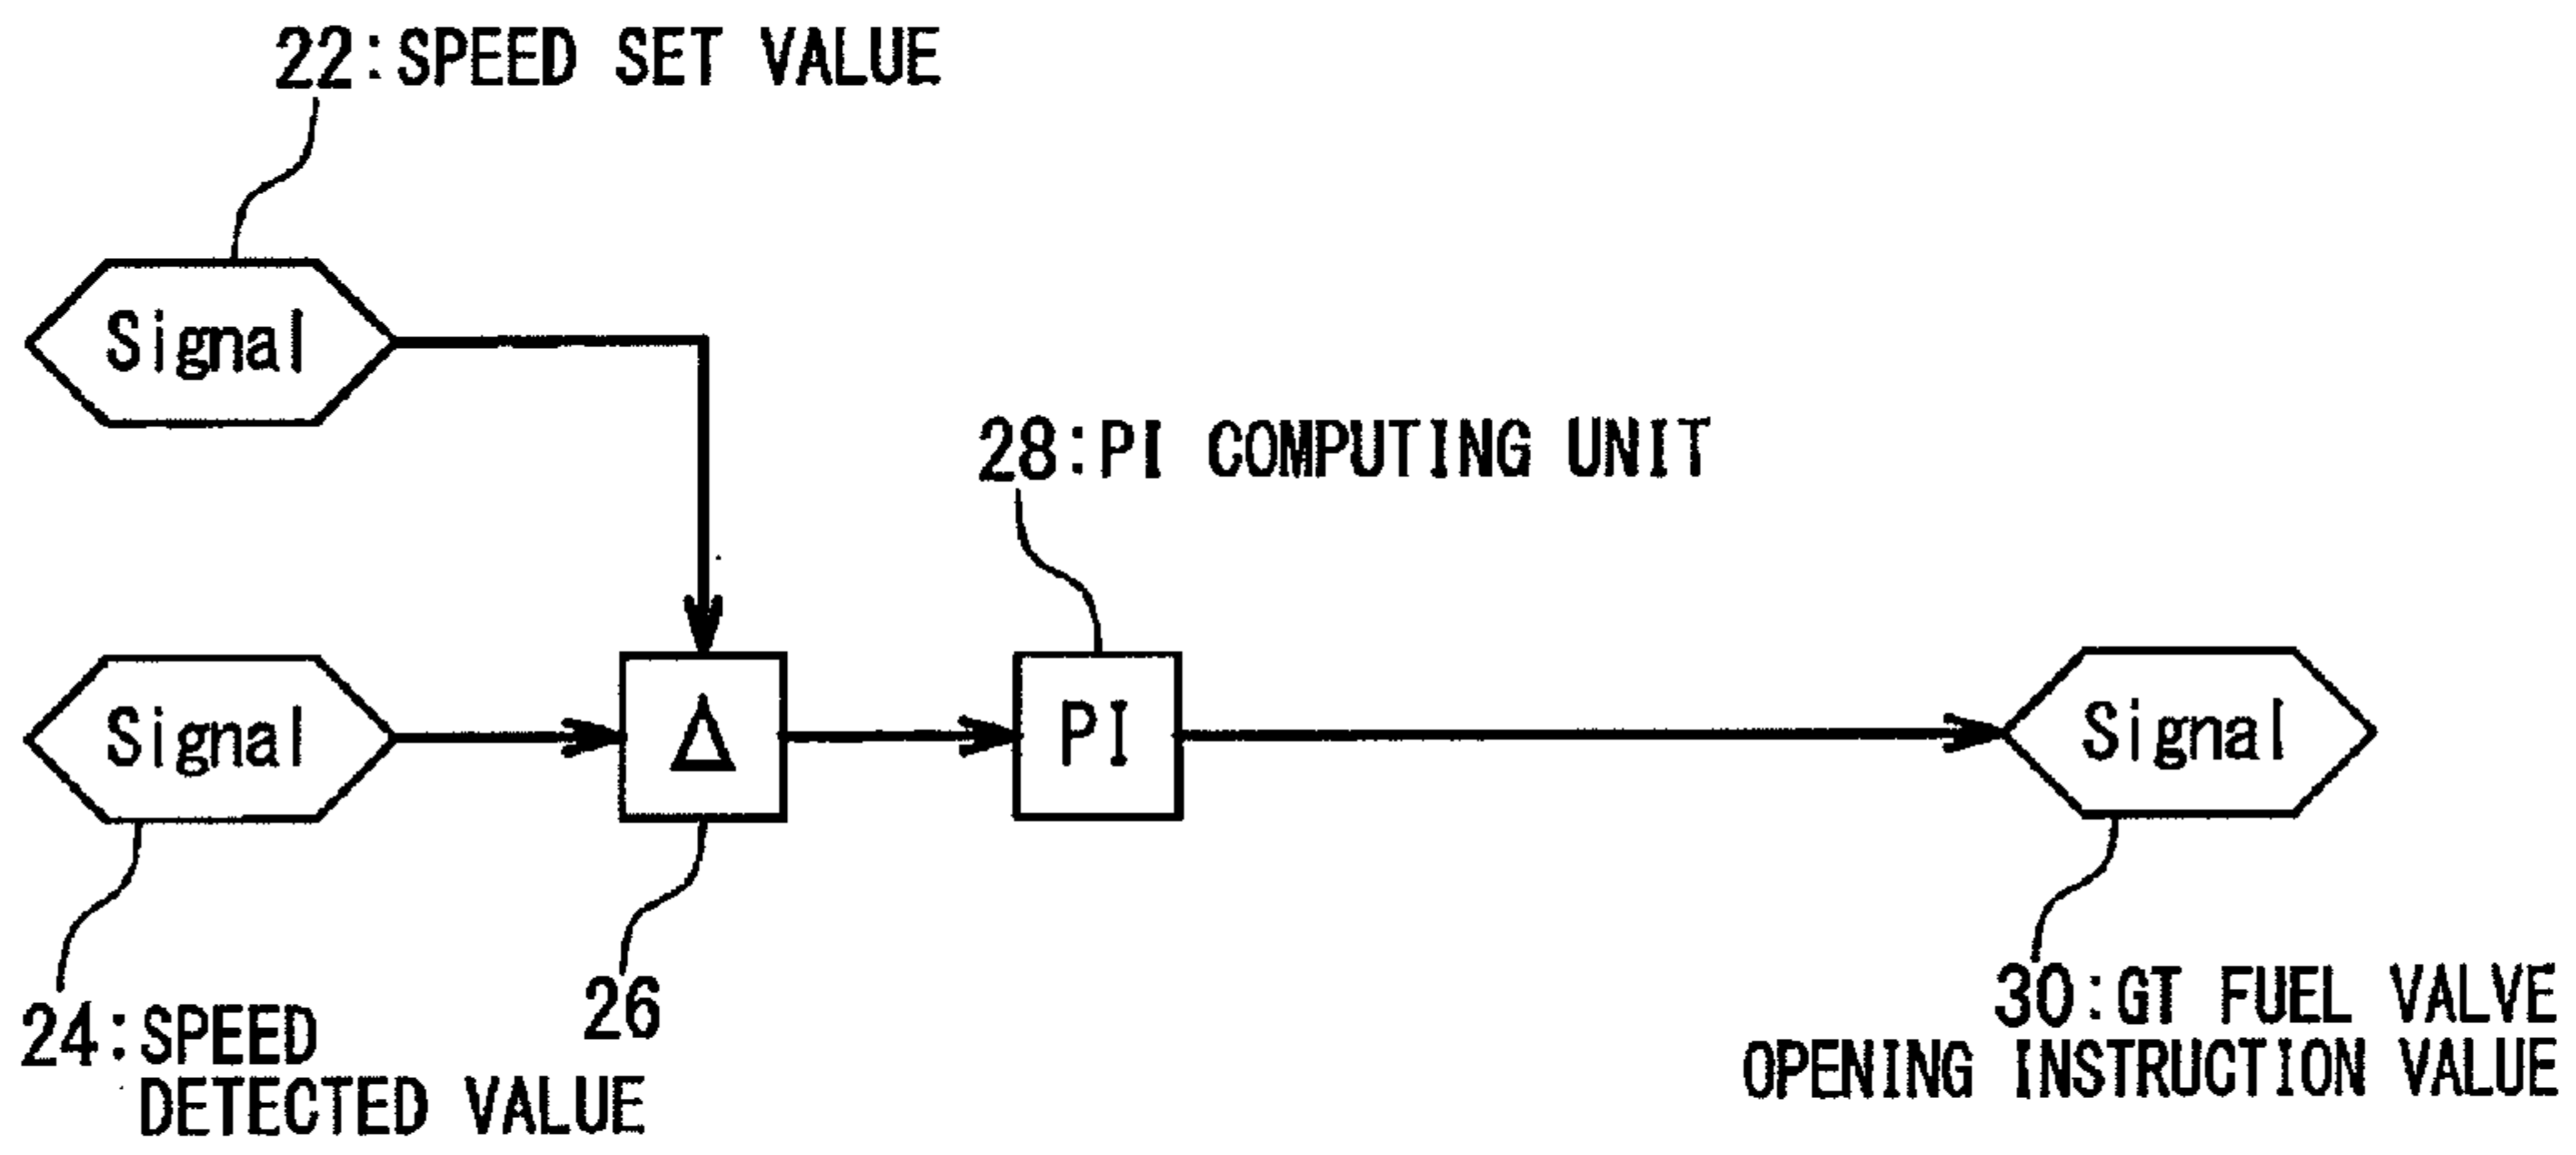 22:SPEED SET VALUE
Signal
28:PI COMPUTING UNIT
Signal
Δ
PI
Signal
24:SPEED
DETECTED VALUE
26
30:GT FUEL VALVE
OPENING INSTRUCTION VALUE